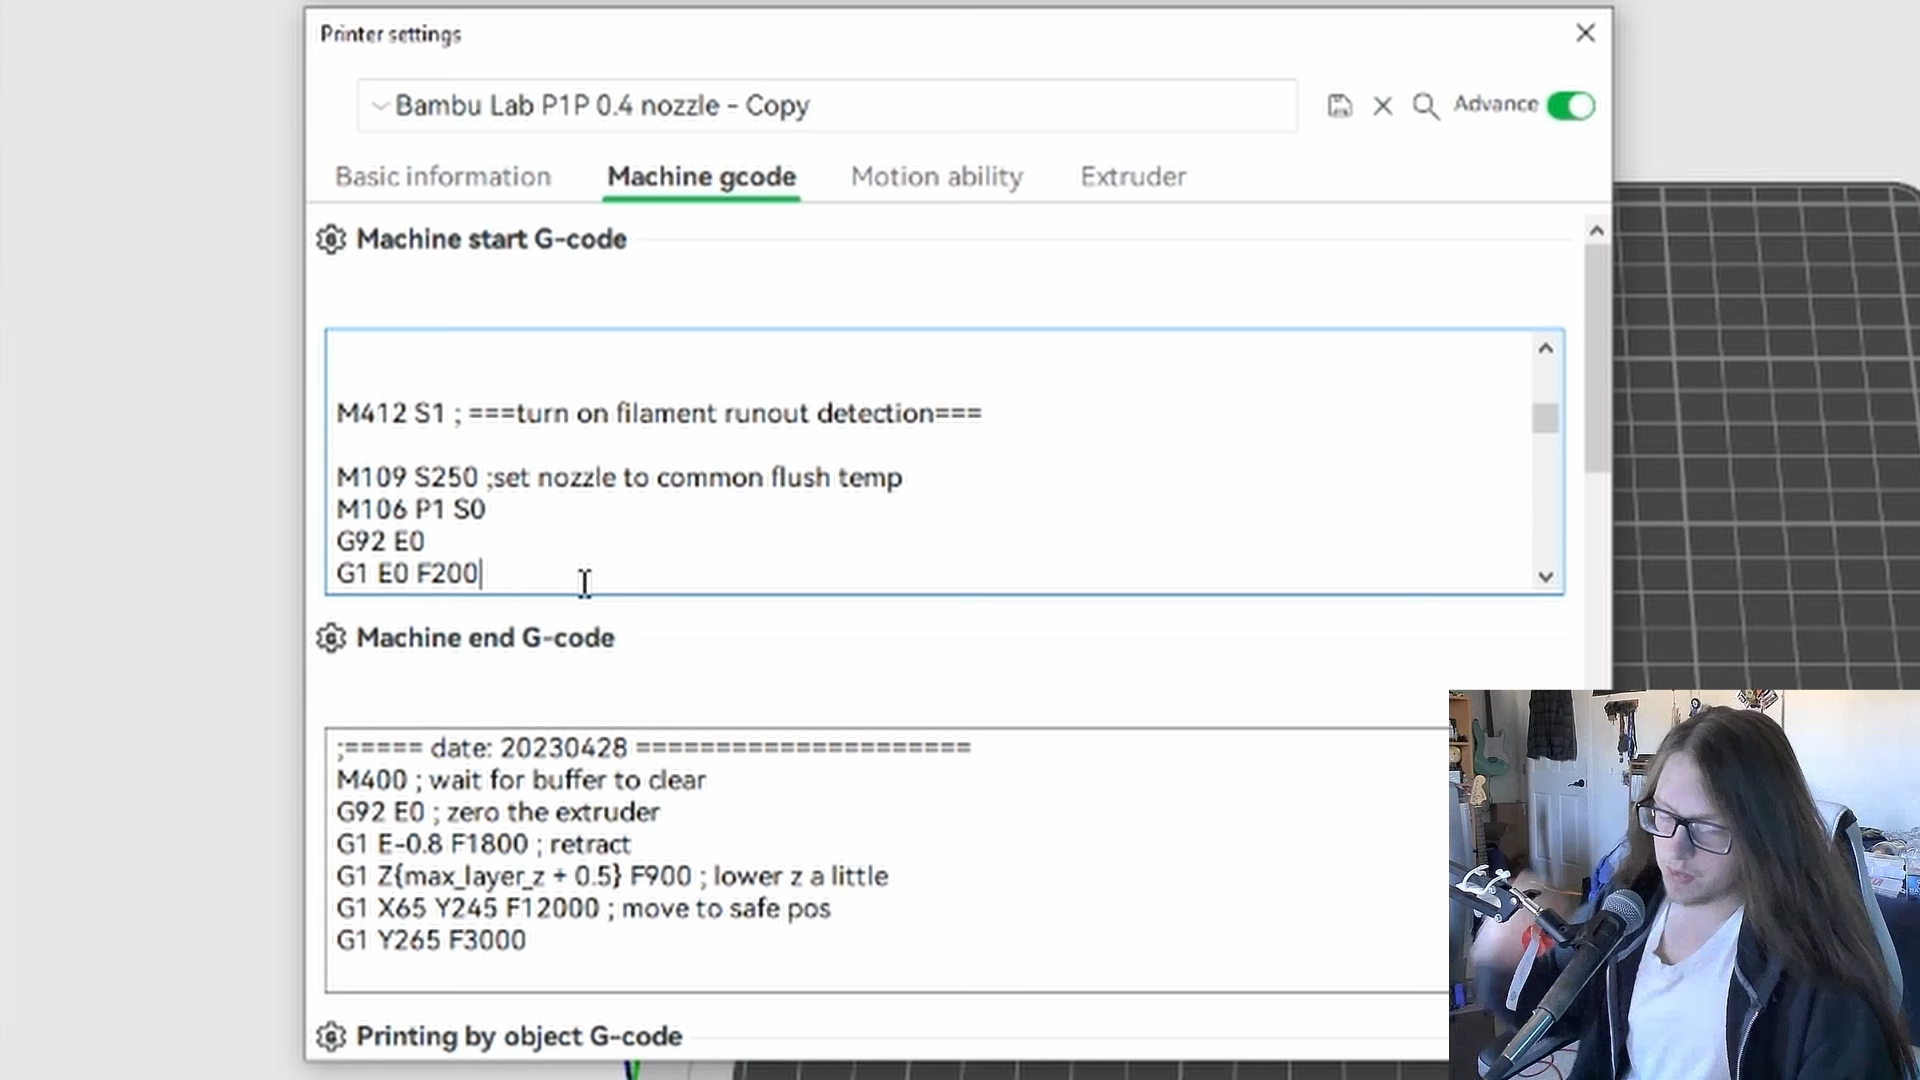 Printer settings
Bambu Lab P1P 0.4 nozzle - Copy
Advance
Basic information
Machine gcode
Motion ability
Extruder
Machine start G-code
M412 S1 ; ===turn on filament runout detection===
M109 S250 ;set nozzle to common flush temp
M106 P1 S0
G92 E0
G1 E0 F200
Machine end G-code
;===== date: 20230428 =====================
M400 ; wait for buffer to clear
G92 E0 ; zero the extruder
G1 E-0.8 F1800 ; retract
G1 Z{max_layer_z + 0.5} F900 ; lower z a little
G1 X65 Y245 F12000 ; move to safe pos
G1 Y265 F3000
Printing by object G-code